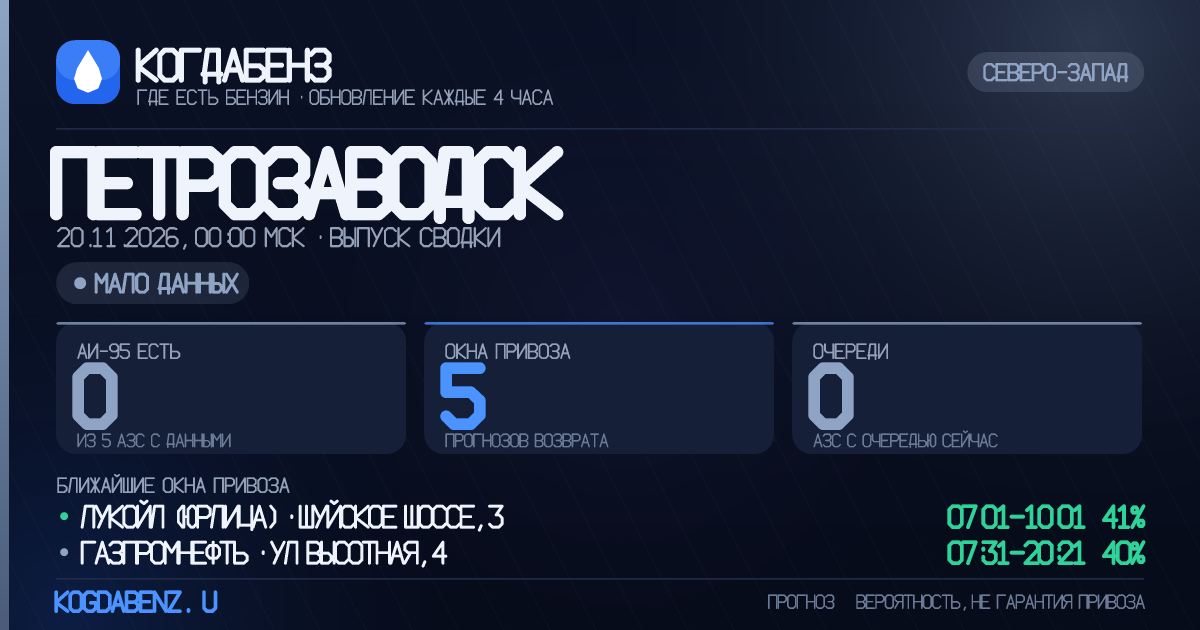 КОГДАБЕНЗ
ГДЕ ЕСТЬ БЕНЗИН · ОБНОВЛЕНИЕ КАЖДЫЕ 4 ЧАСА
СЕВЕРО-ЗАПАД
ПЕТРОЗАВОДСК
20.11.2026, 00:00 МСК · ВЫПУСК СВОДКИ
МАЛО ДАННЫХ
АИ-95 ЕСТЬ
0
ИЗ 5 АЗС С ДАННЫМИ
ОКНА ПРИВОЗА
5
ПРОГНОЗОВ ВОЗВРАТА
ОЧЕРЕДИ
0
АЗС С ОЧЕРЕДЬЮ СЕЙЧАС
БЛИЖАЙШИЕ ОКНА ПРИВОЗА
• ЛУКОЙЛ (ЮРЛИЦА) · ШУЙСКОЕ ШОССЕ, 3 07:01-10:01 41%
• ГАЗПРОМНЕФТЬ · УЛ ВЫСОТНАЯ, 4 07:31-20:21 40%
KOGDABENZ. U
ПРОГНОЗ ВЕРОЯТНОСТЬ, НЕ ГАРАНТИЯ ПРИВОЗА